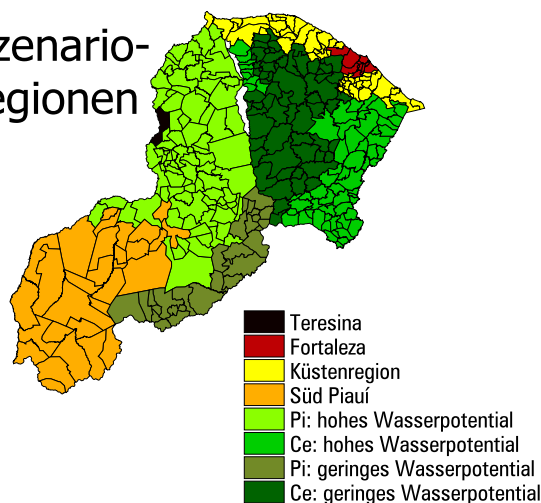 zenario-
egionen
Teresina
Fortaleza
Küstenregion
Süd Piauí
Pi: hohes Wasserpotential
Ce: hohes Wasserpotential
Pi: geringes Wasserpotential
Ce: geringes Wasserpotential